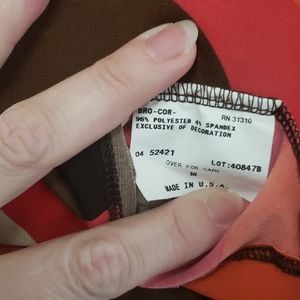 BRO-COR- RN 31310
96% POLYESTER 4% SPANDEX
EXCLUSIVE OF DECORATION
04 52421
OVER FOR CARE LOT:408478
M
MADE IN U.S.A.